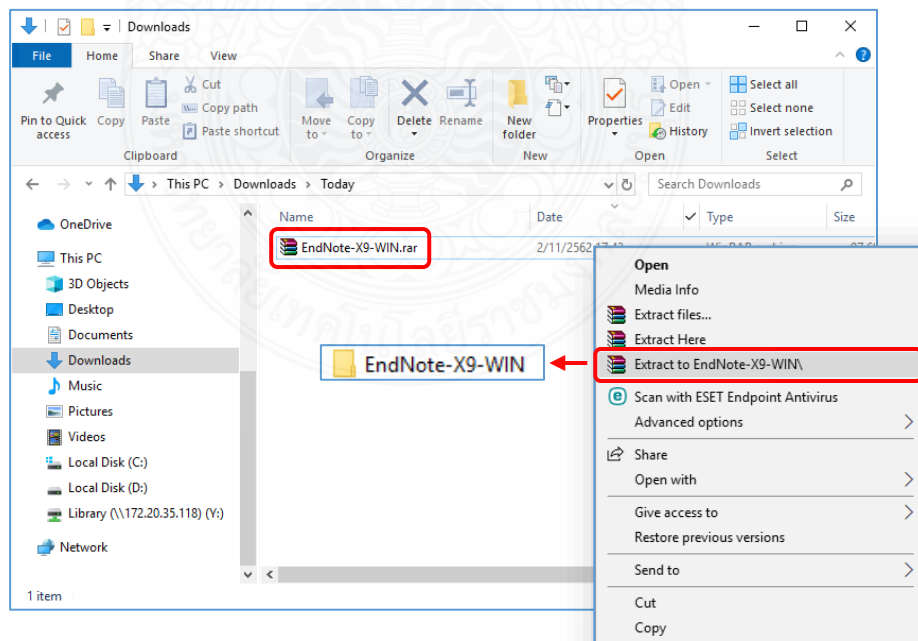 Downloads
File Home Share View
Pin to Quick access
Copy
Paste
Cut
Copy path
Paste shortcut
Clipboard
Move to
Copy to
Delete
Rename
Organize
New folder
New
Properties
Open
Edit
History
Open
Select all
Select none
Invert selection
Select
This PC > Downloads > Today
Search Downloads
OneDrive
This PC
3D Objects
Desktop
Documents
Downloads
Music
Pictures
Videos
Local Disk (C:)
Local Disk (D:)
Library (\\172.20.35.118) (Y:)
Network
1 item
Name Date Type Size
EndNote-X9-WIN.rar 2/11/2562
EndNote-X9-WIN
Open
Media Info
Extract files...
Extract Here
Extract to EndNote-X9-WIN\
Scan with ESET Endpoint Antivirus
Advanced options
Share
Open with
Give access to
Restore previous versions
Send to
Cut
Copy